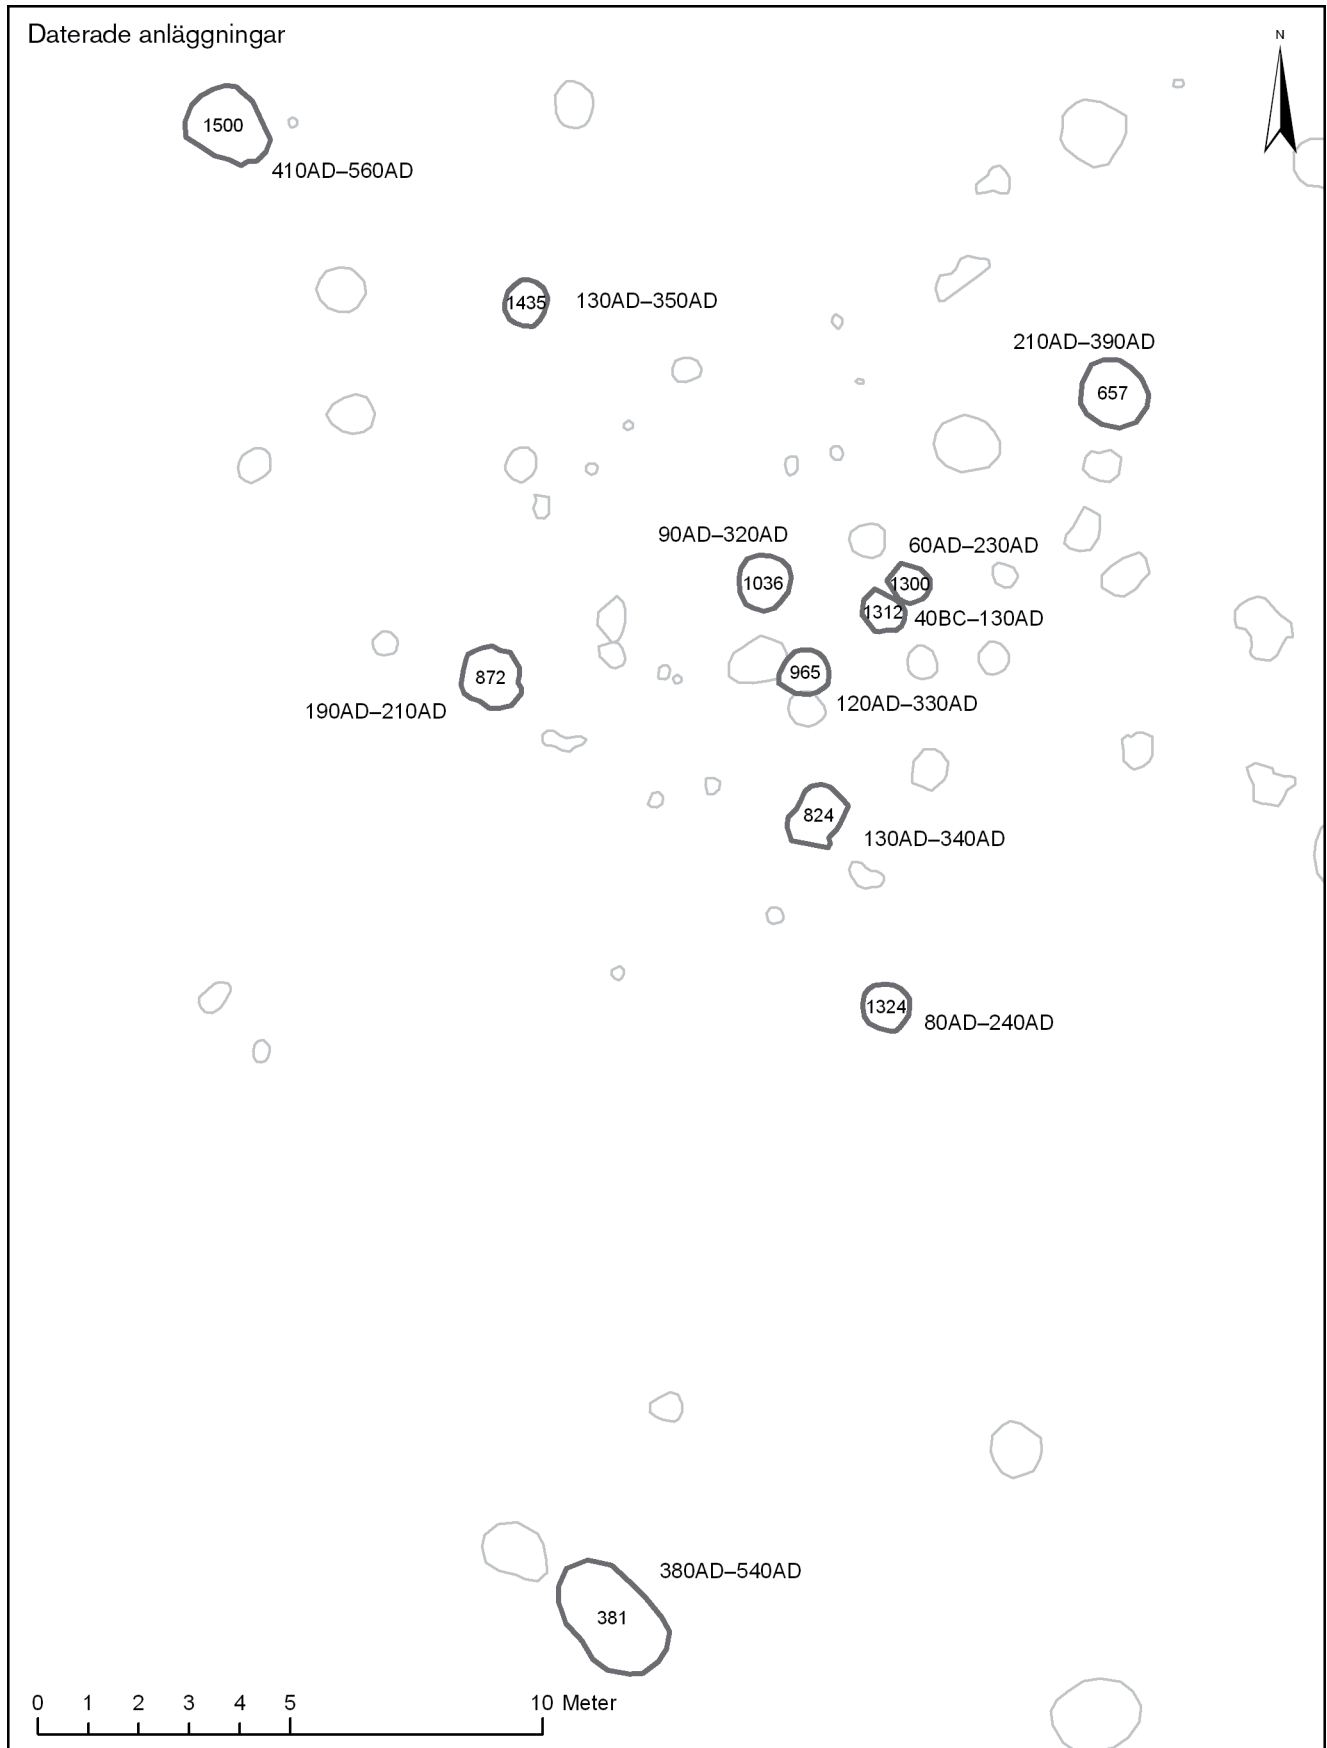 Daterade anläggningar
N
1500
410AD–560AD
1435
130AD–350AD
210AD–390AD
657
90AD–320AD
1036
60AD–230AD
1300
1312
40BC–130AD
872
190AD–210AD
965
120AD–330AD
824
130AD–340AD
1324
80AD–240AD
380AD–540AD
381
0 1 2 3 4 5 10 Meter